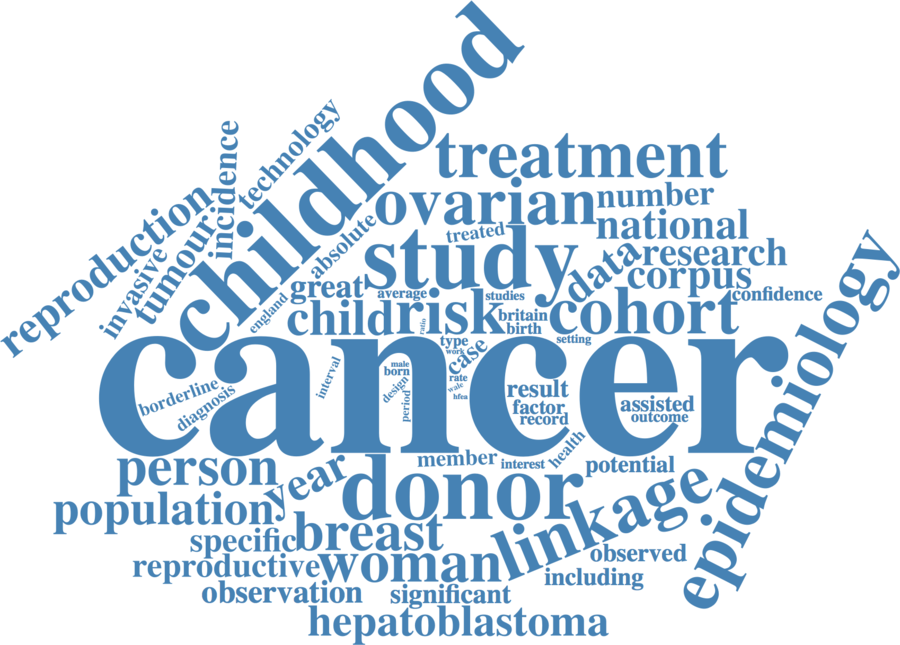 childhood
technology
incidence
reproduction
invasive
tumour
treatment
ovarian
number
absolute
treated
national
study
data
research
corpus
great
average
studies
confidence
england
child
risk
ratio
britain
birth
cohort
setting
cancer
type
work
case
male
born
rate
wale
hfea
design
period
interval
borderline
diagnosis
result
factor
record
assisted
outcome
epidemiology
person
year
member
interest
health
potential
population
donor
linkage
specific
breast
observed
reproductive
woman
including
observation
significant
hepatoblastoma